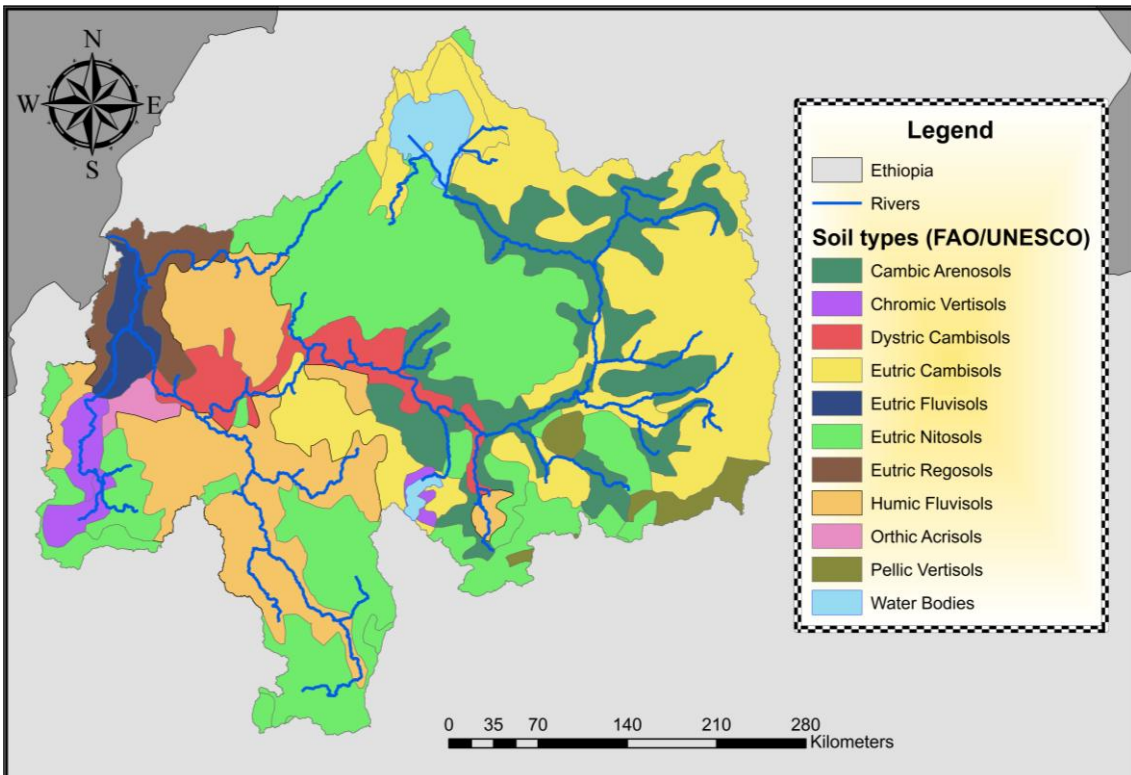 N
W E
S
Legend
Ethiopia
Rivers
Soil types (FAO/UNESCO)
Cambic Arenosols
Chromic Vertisols
Dystric Cambisols
Eutric Cambisols
Eutric Fluvisols
Eutric Nitosols
Eutric Regosols
Humic Fluvisols
Orthic Acrisols
Pellic Vertisols
Water Bodies
0 35 70 140 210 280
Kilometers